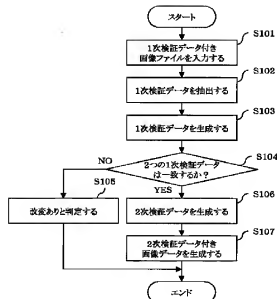 スタート
S101
1次検証データ付き
画像ファイルを入力する
S102
1次検証データを抽出する
S103
1次検証データを生成する
S104
2つの1次検証データ
は一致するか?
NO
YES
S105
改変ありと判定する
S106
2次検証データを生成する
S107
2次検証データ付き
画像データを生成する
エンド